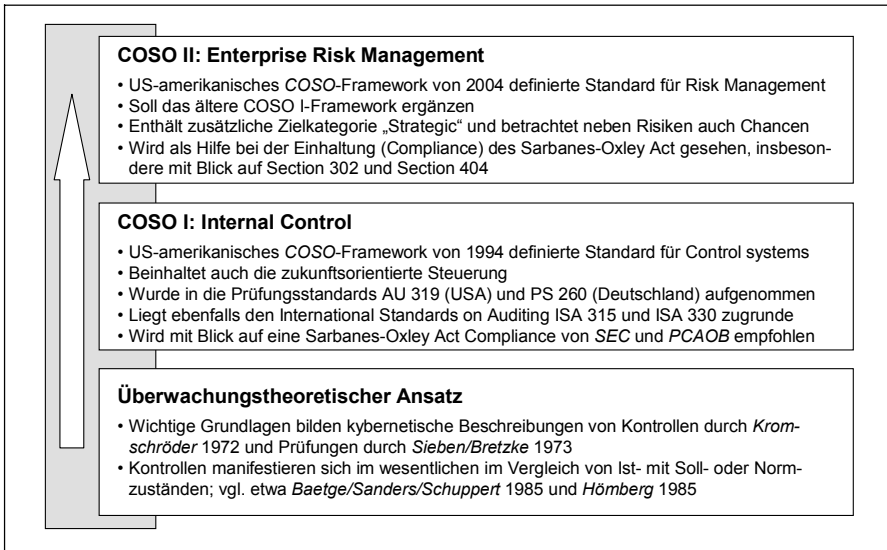 COSO II: Enterprise Risk Management
• US-amerikanisches COSO-Framework von 2004 definierte Standard für Risk Management
• Soll das ältere COSO I-Framework ergänzen
• Enthält zusätzliche Zielkategorie „Strategic“ und betrachtet neben Risiken auch Chancen
• Wird als Hilfe bei der Einhaltung (Compliance) des Sarbanes-Oxley Act gesehen, insbeson-
dere mit Blick auf Section 302 und Section 404
COSO I: Internal Control
• US-amerikanisches COSO-Framework von 1994 definierte Standard für Control systems
• Beinhaltet auch die zukunftsorientierte Steuerung
• Wurde in die Prüfungsstandards AU 319 (USA) und PS 260 (Deutschland) aufgenommen
• Liegt ebenfalls den International Standards on Auditing ISA 315 und ISA 330 zugrunde
• Wird mit Blick auf eine Sarbanes-Oxley Act Compliance von SEC und PCAOB empfohlen
Überwachungstheoretischer Ansatz
• Wichtige Grundlagen bilden kybernetische Beschreibungen von Kontrollen durch Krom-
schröder 1972 und Prüfungen durch Sieben/Bretzke 1973
• Kontrollen manifestieren sich im wesentlichen im Vergleich von Ist- mit Soll- oder Norm-
zuständen; vgl. etwa Baetge/Sanders/Schuppert 1985 und Hömberg 1985